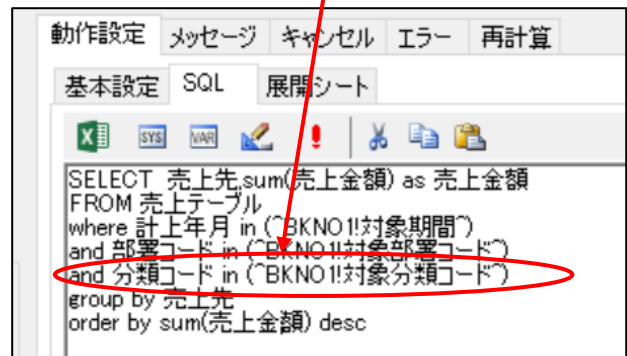 動作設定 メッセージ キャンセル エラー 再計算
基本設定 SQL 展開シート
SYS VAR
SELECT 売上先,sum(売上金額) as 売上金額
FROM 売上テーブル
where 計上年月 in (^BKNO1!対象期間^)
and 部署コード in (^BKNO1!対象部署コード^)
and 分類コード in (^BKNO1!対象分類コード^)
group by 売上先
order by sum(売上金額) desc